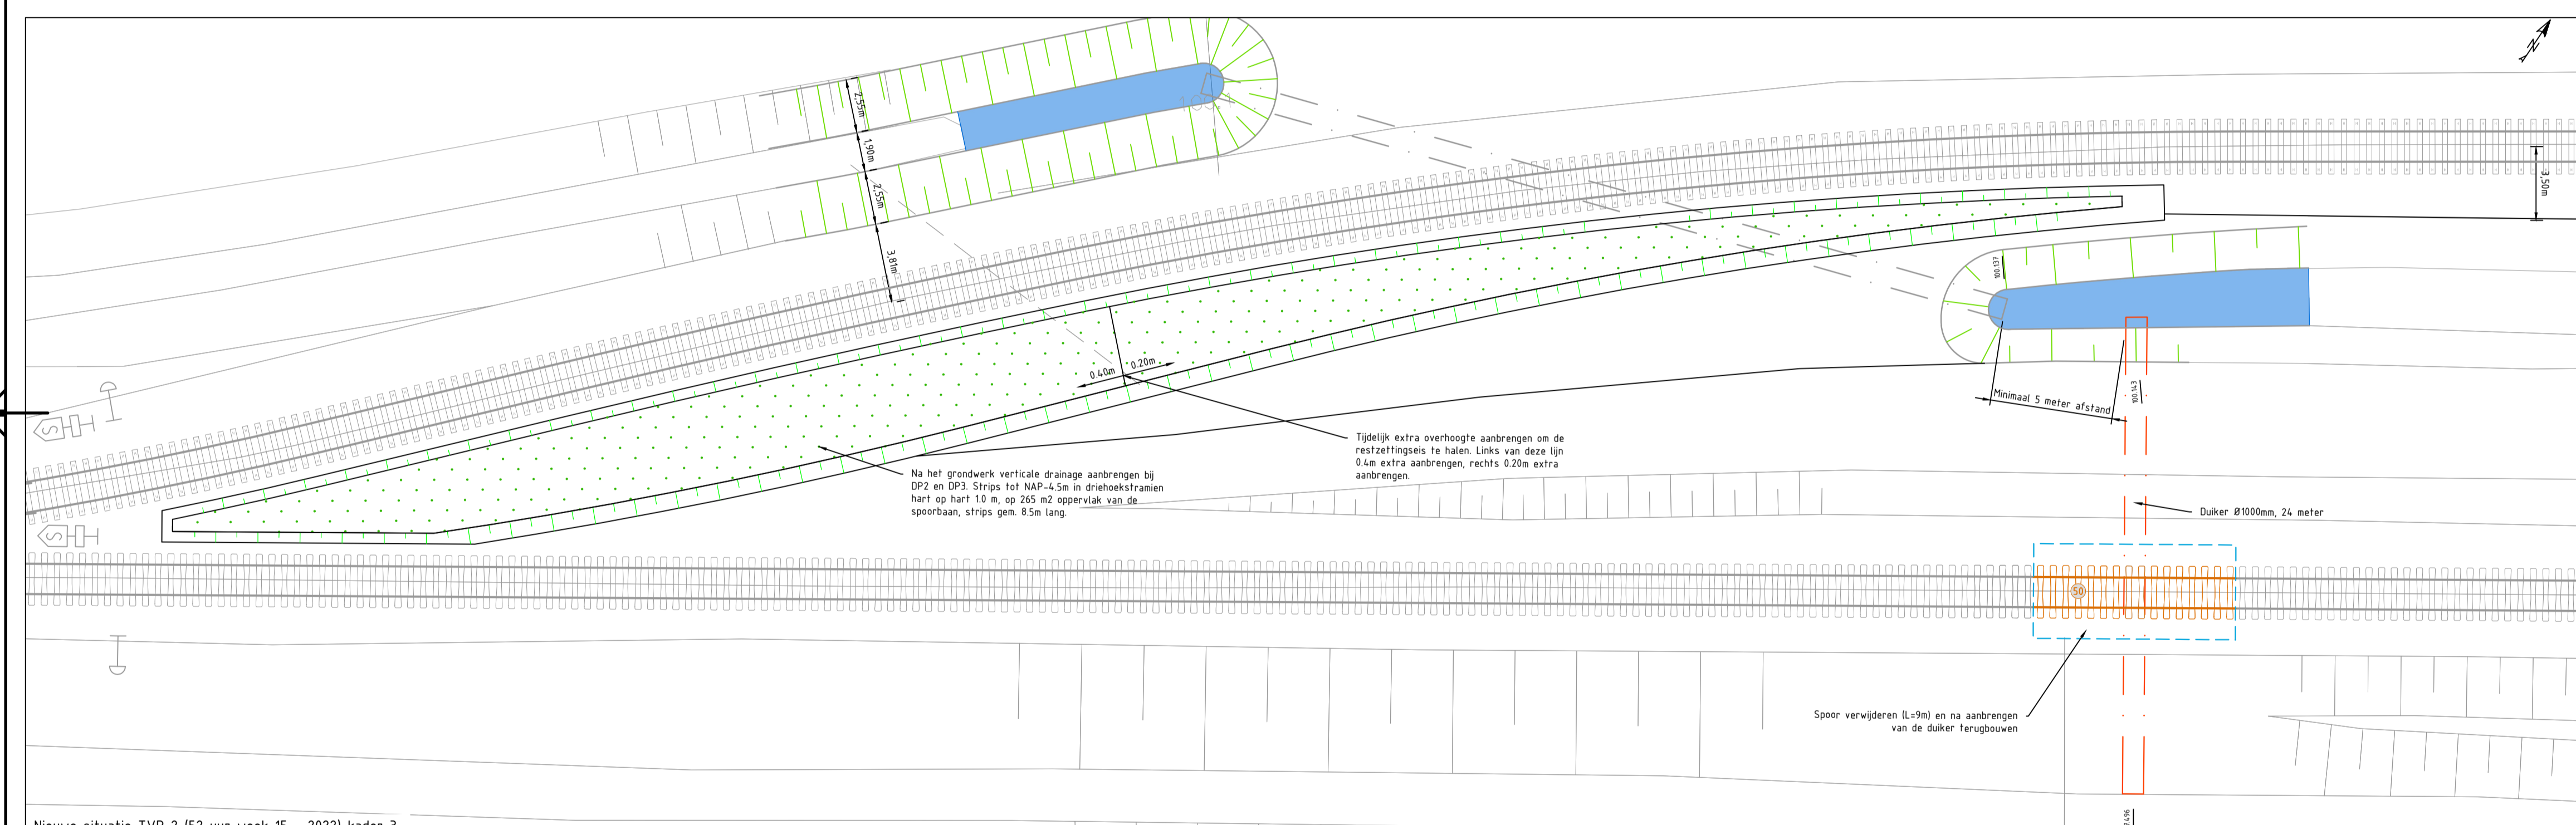 N
2,55m
1,90m
2,55m
3,81m
3,50m
100.137
0.40m 0.20m
Minimaal 5 meter afstand
100.143
S
S
Tijdelijk extra overhoogte aanbrengen om de
restzettingseis te halen. Links van deze lijn
0.4m extra aanbrengen, rechts 0.20m extra
aanbrengen.
Na het grondwerk verticale drainage aanbrengen bij
DP2 en DP3. Strips tot NAP-4.5m in driehoekstramien
hart op hart 1.0 m, op 265 m2 oppervlak van de
spoorbaan, strips gem. 8.5m lang.
Duiker Ø1000mm, 24 meter
50
Spoor verwijderen (L=9m) en na aanbrengen
van de duiker terugbouwen